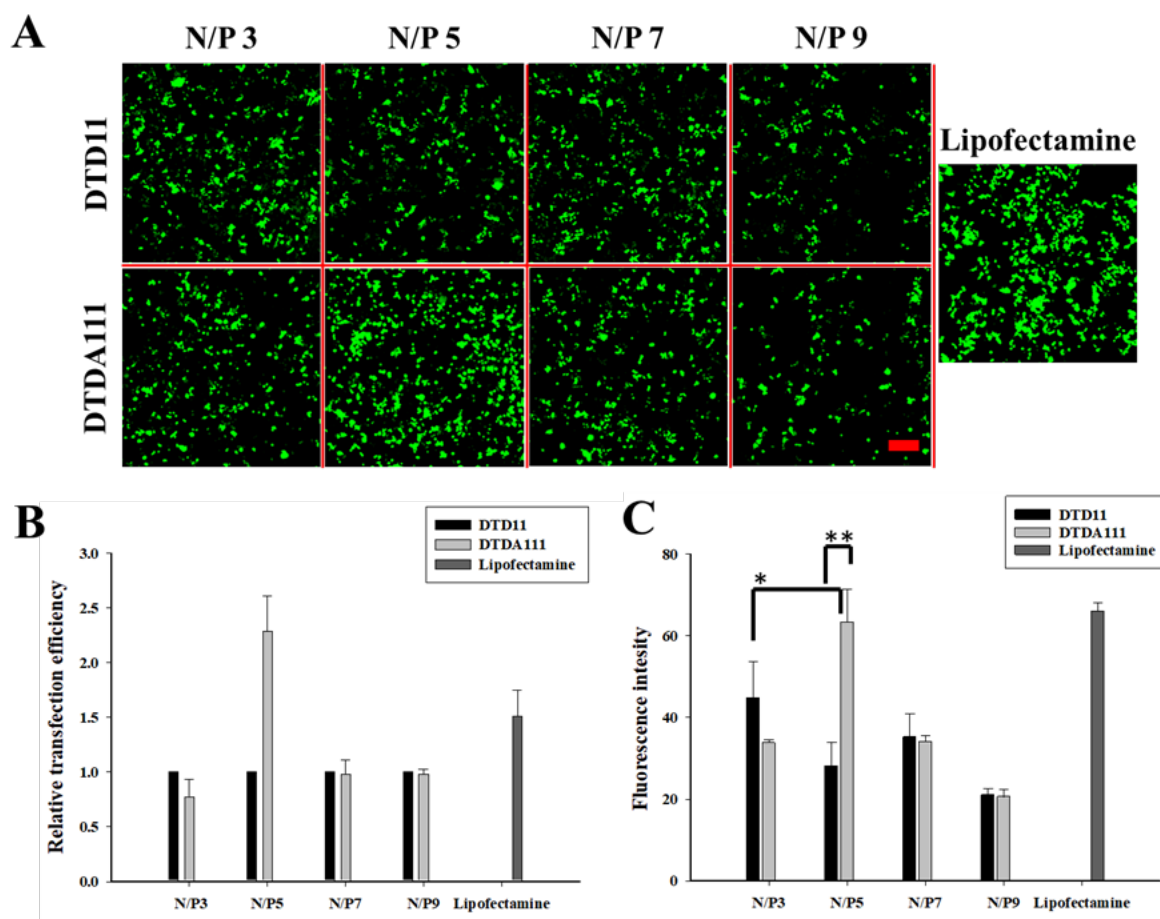 A
N/P 3 N/P 5 N/P 7 N/P 9
DTD11
DTDA111
Lipofectamine
B
DTD11
DTDA111
Lipofectamine
Relative transfection efficiency
3.0
2.5
2.0
1.5
1.0
0.5
0.0
N/P3 N/P5 N/P7 N/P9 Lipofectamine
C
DTD11
DTDA111
Lipofectamine
Fluorescence intesity
80
60
40
20
0
*
**
N/P3 N/P5 N/P7 N/P9 Lipofectamine